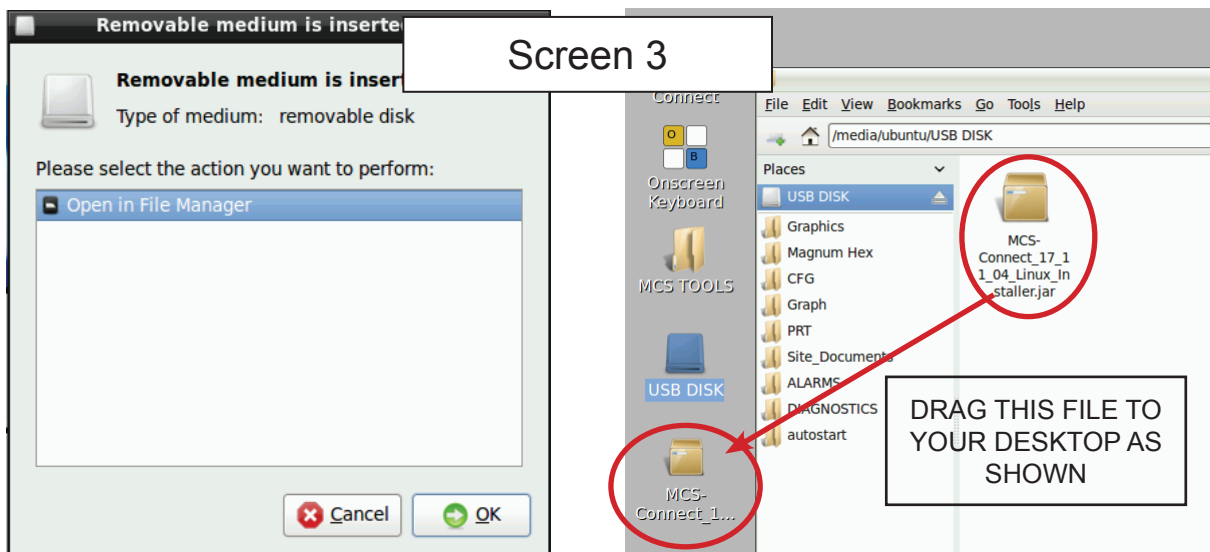 Removable medium is inserte
Screen 3
Removable medium is inser
Type of medium: removable disk
Please select the action you want to perform:
Open in File Manager
Cancel
OK
Connect
O
B
Onscreen
Keyboard
MCS TOOLS
USB DISK
MCS-
Connect_1...
File Edit View Bookmarks Go Tools Help
/media/ubuntu/USB DISK
Places
USB DISK
Graphics
Magnum Hex
CFG
Graph
PRT
Site_Documents
ALARMS
DIAGNOSTICS
autostart
MCS-
Connect_17_1
1_04_Linux_In
staller.jar
DRAG THIS FILE TO
YOUR DESKTOP AS
SHOWN